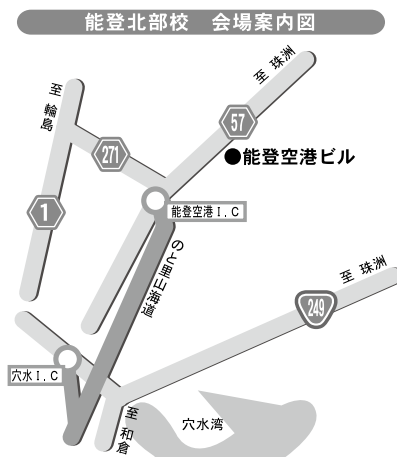 能登北部校　会場案内図
至 珠洲
至 輪島
57
271
●能登空港ビル
1
能登空港I.C
のと里山海道
至 珠洲
249
穴水I.C
至 和倉
穴水湾